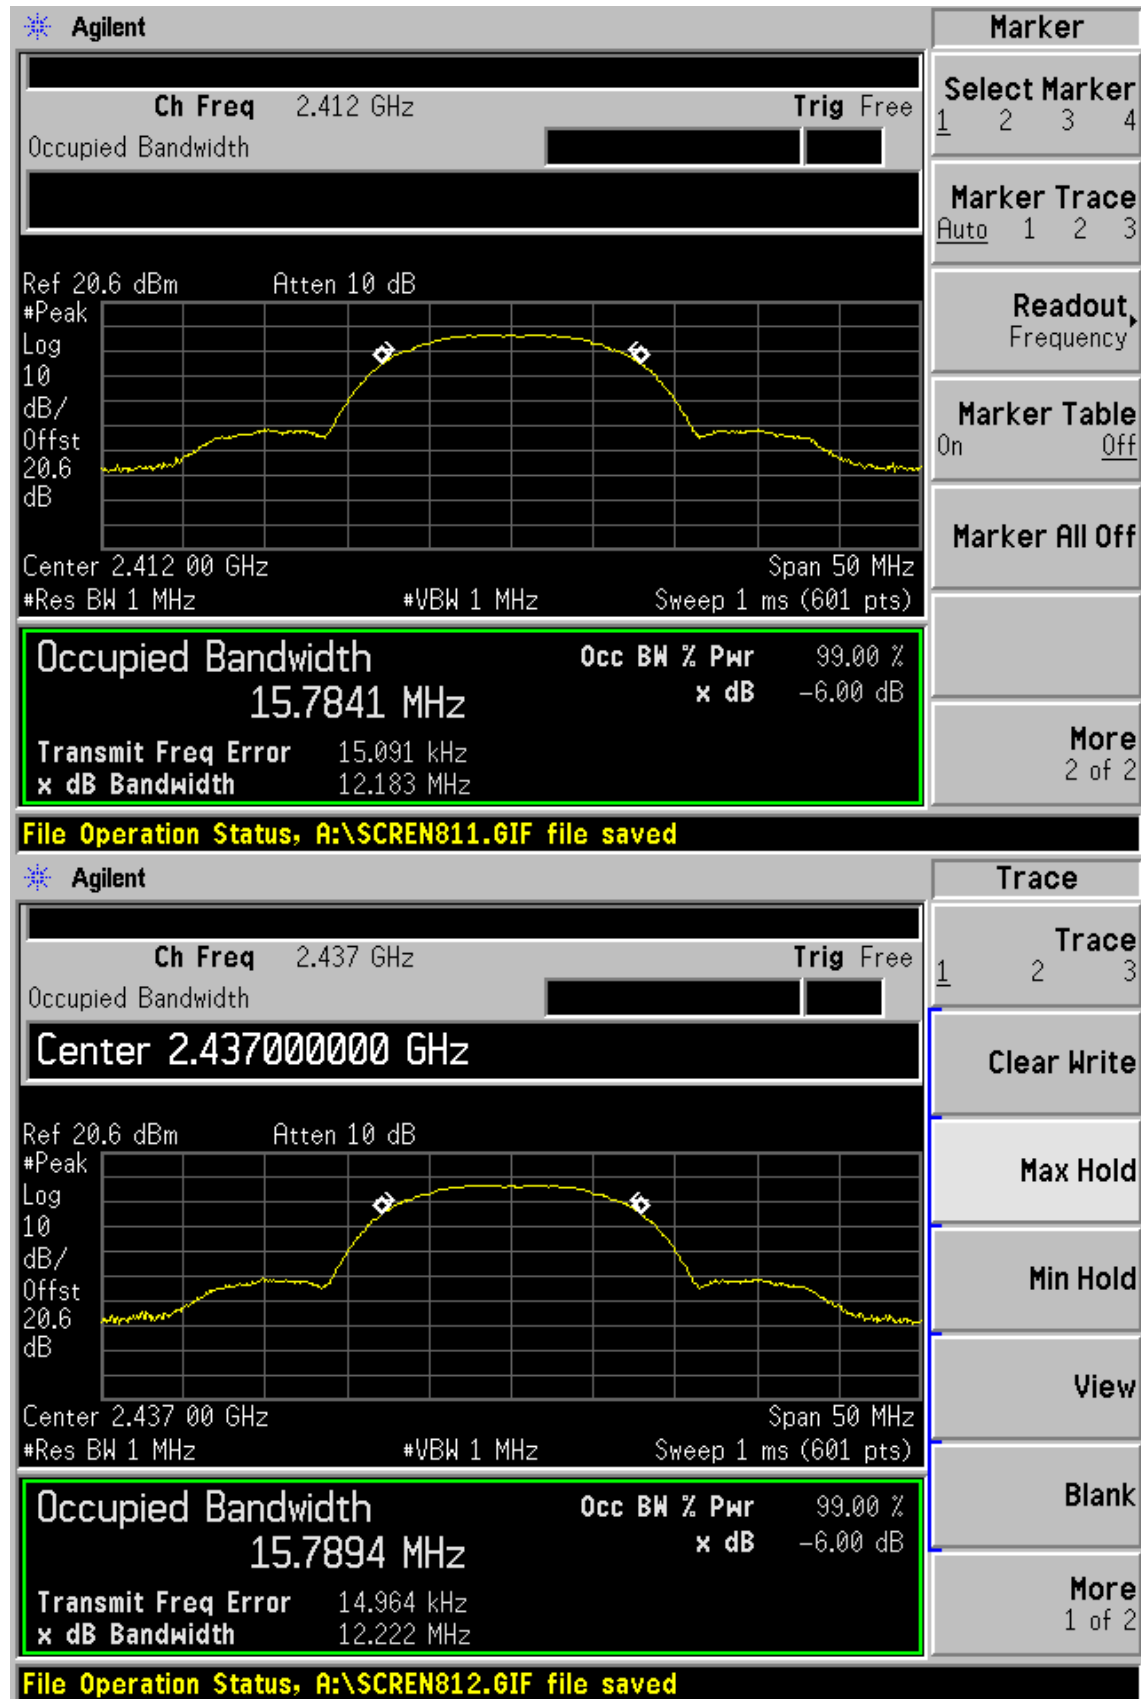 Agilent
Marker
Ch Freq 2.412 GHz Trig Free
Occupied Bandwidth
Select Marker
1 2 3 4
Marker Trace
Auto 1 2 3
Readout
Frequency
Marker Table
On Off
Marker All Off
More
2 of 2
Ref 20.6 dBm Atten 10 dB
#Peak
Log
10
dB/
Offst
20.6
dB
Center 2.412 00 GHz Span 50 MHz
#Res BW 1 MHz #VBW 1 MHz Sweep 1 ms (601 pts)
Occupied Bandwidth Occ BW % Pwr 99.00 %
15.7841 MHz x dB -6.00 dB
Transmit Freq Error 15.091 kHz
x dB Bandwidth 12.183 MHz
File Operation Status, A:\SCREN811.GIF file saved
Agilent
Trace
Ch Freq 2.437 GHz Trig Free
Occupied Bandwidth
Center 2.437000000 GHz
Trace
1 2 3
Clear Write
Max Hold
Min Hold
View
Blank
More
1 of 2
Ref 20.6 dBm Atten 10 dB
#Peak
Log
10
dB/
Offst
20.6
dB
Center 2.437 00 GHz Span 50 MHz
#Res BW 1 MHz #VBW 1 MHz Sweep 1 ms (601 pts)
Occupied Bandwidth Occ BW % Pwr 99.00 %
15.7894 MHz x dB -6.00 dB
Transmit Freq Error 14.964 kHz
x dB Bandwidth 12.222 MHz
File Operation Status, A:\SCREN812.GIF file saved